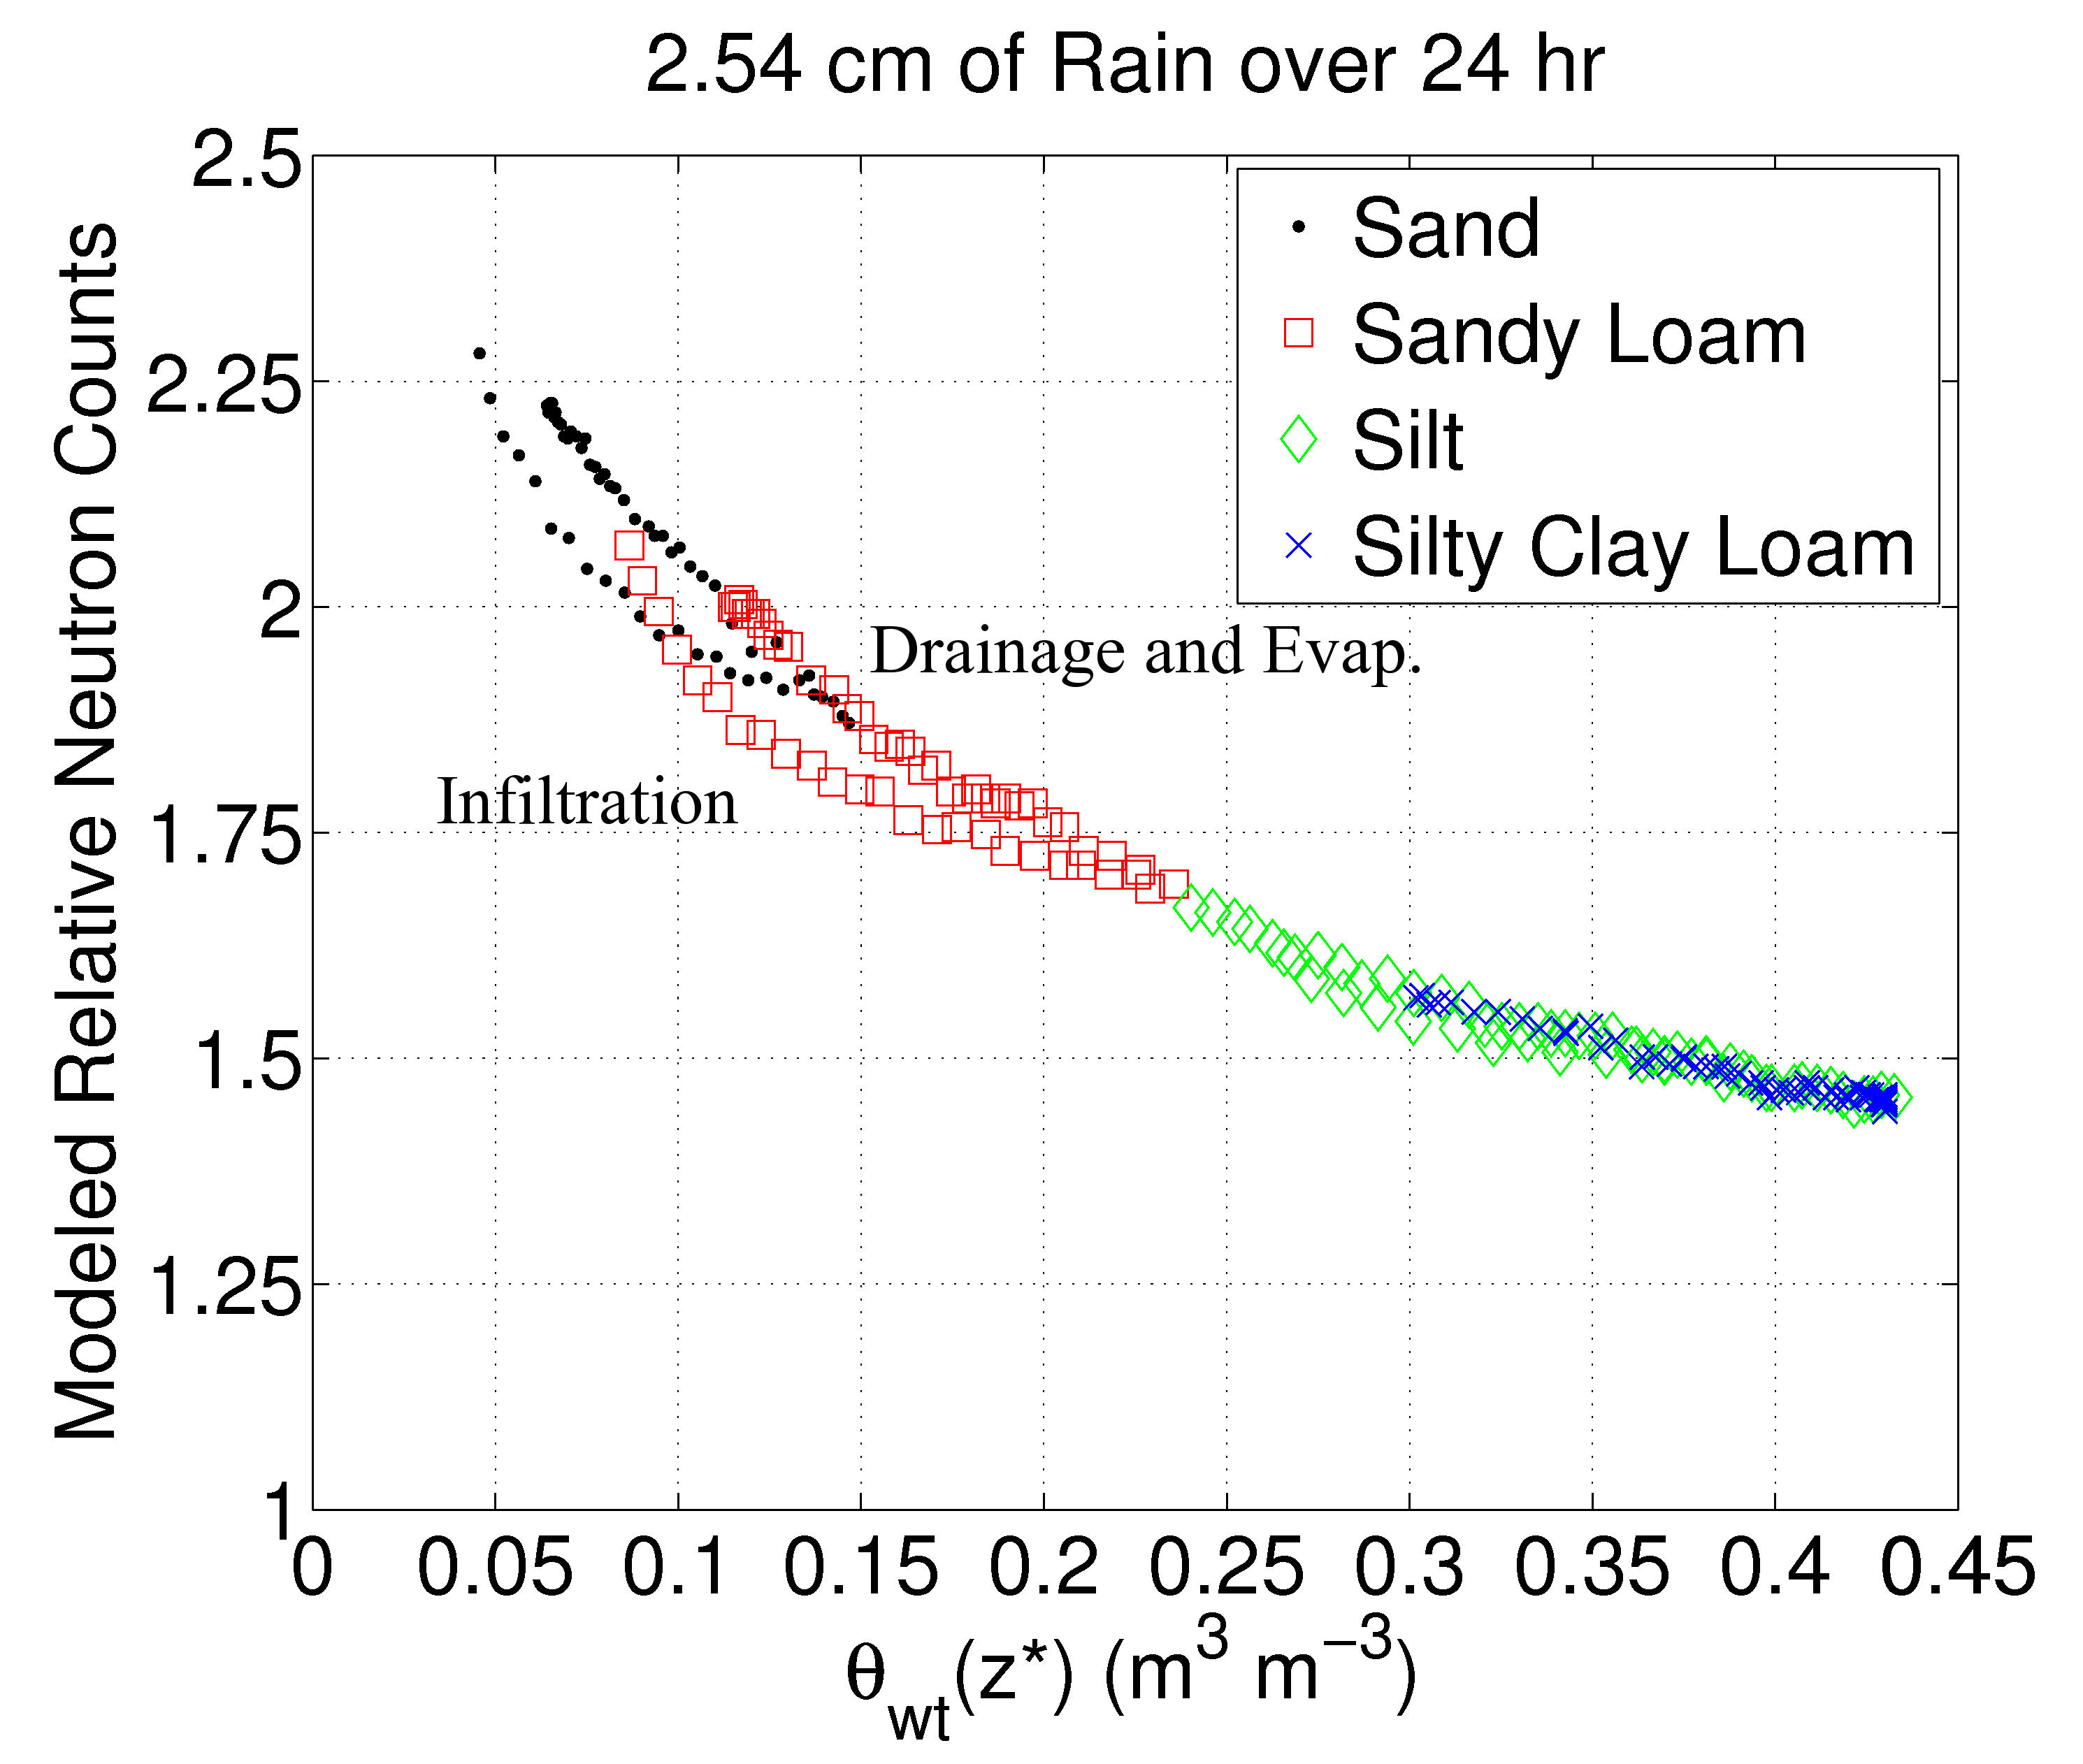 2.54 cm of Rain over 24 hr
Modeled Relative Neutron Counts
2.5
2.25
2
1.75
1.5
1.25
1
Sand
Sandy Loam
Silt
Silty Clay Loam
Drainage and Evap.
Infiltration
0 0.05 0.1 0.15 0.2 0.25 0.3 0.35 0.4 0.45
θwt(z*) (m³ m⁻³)